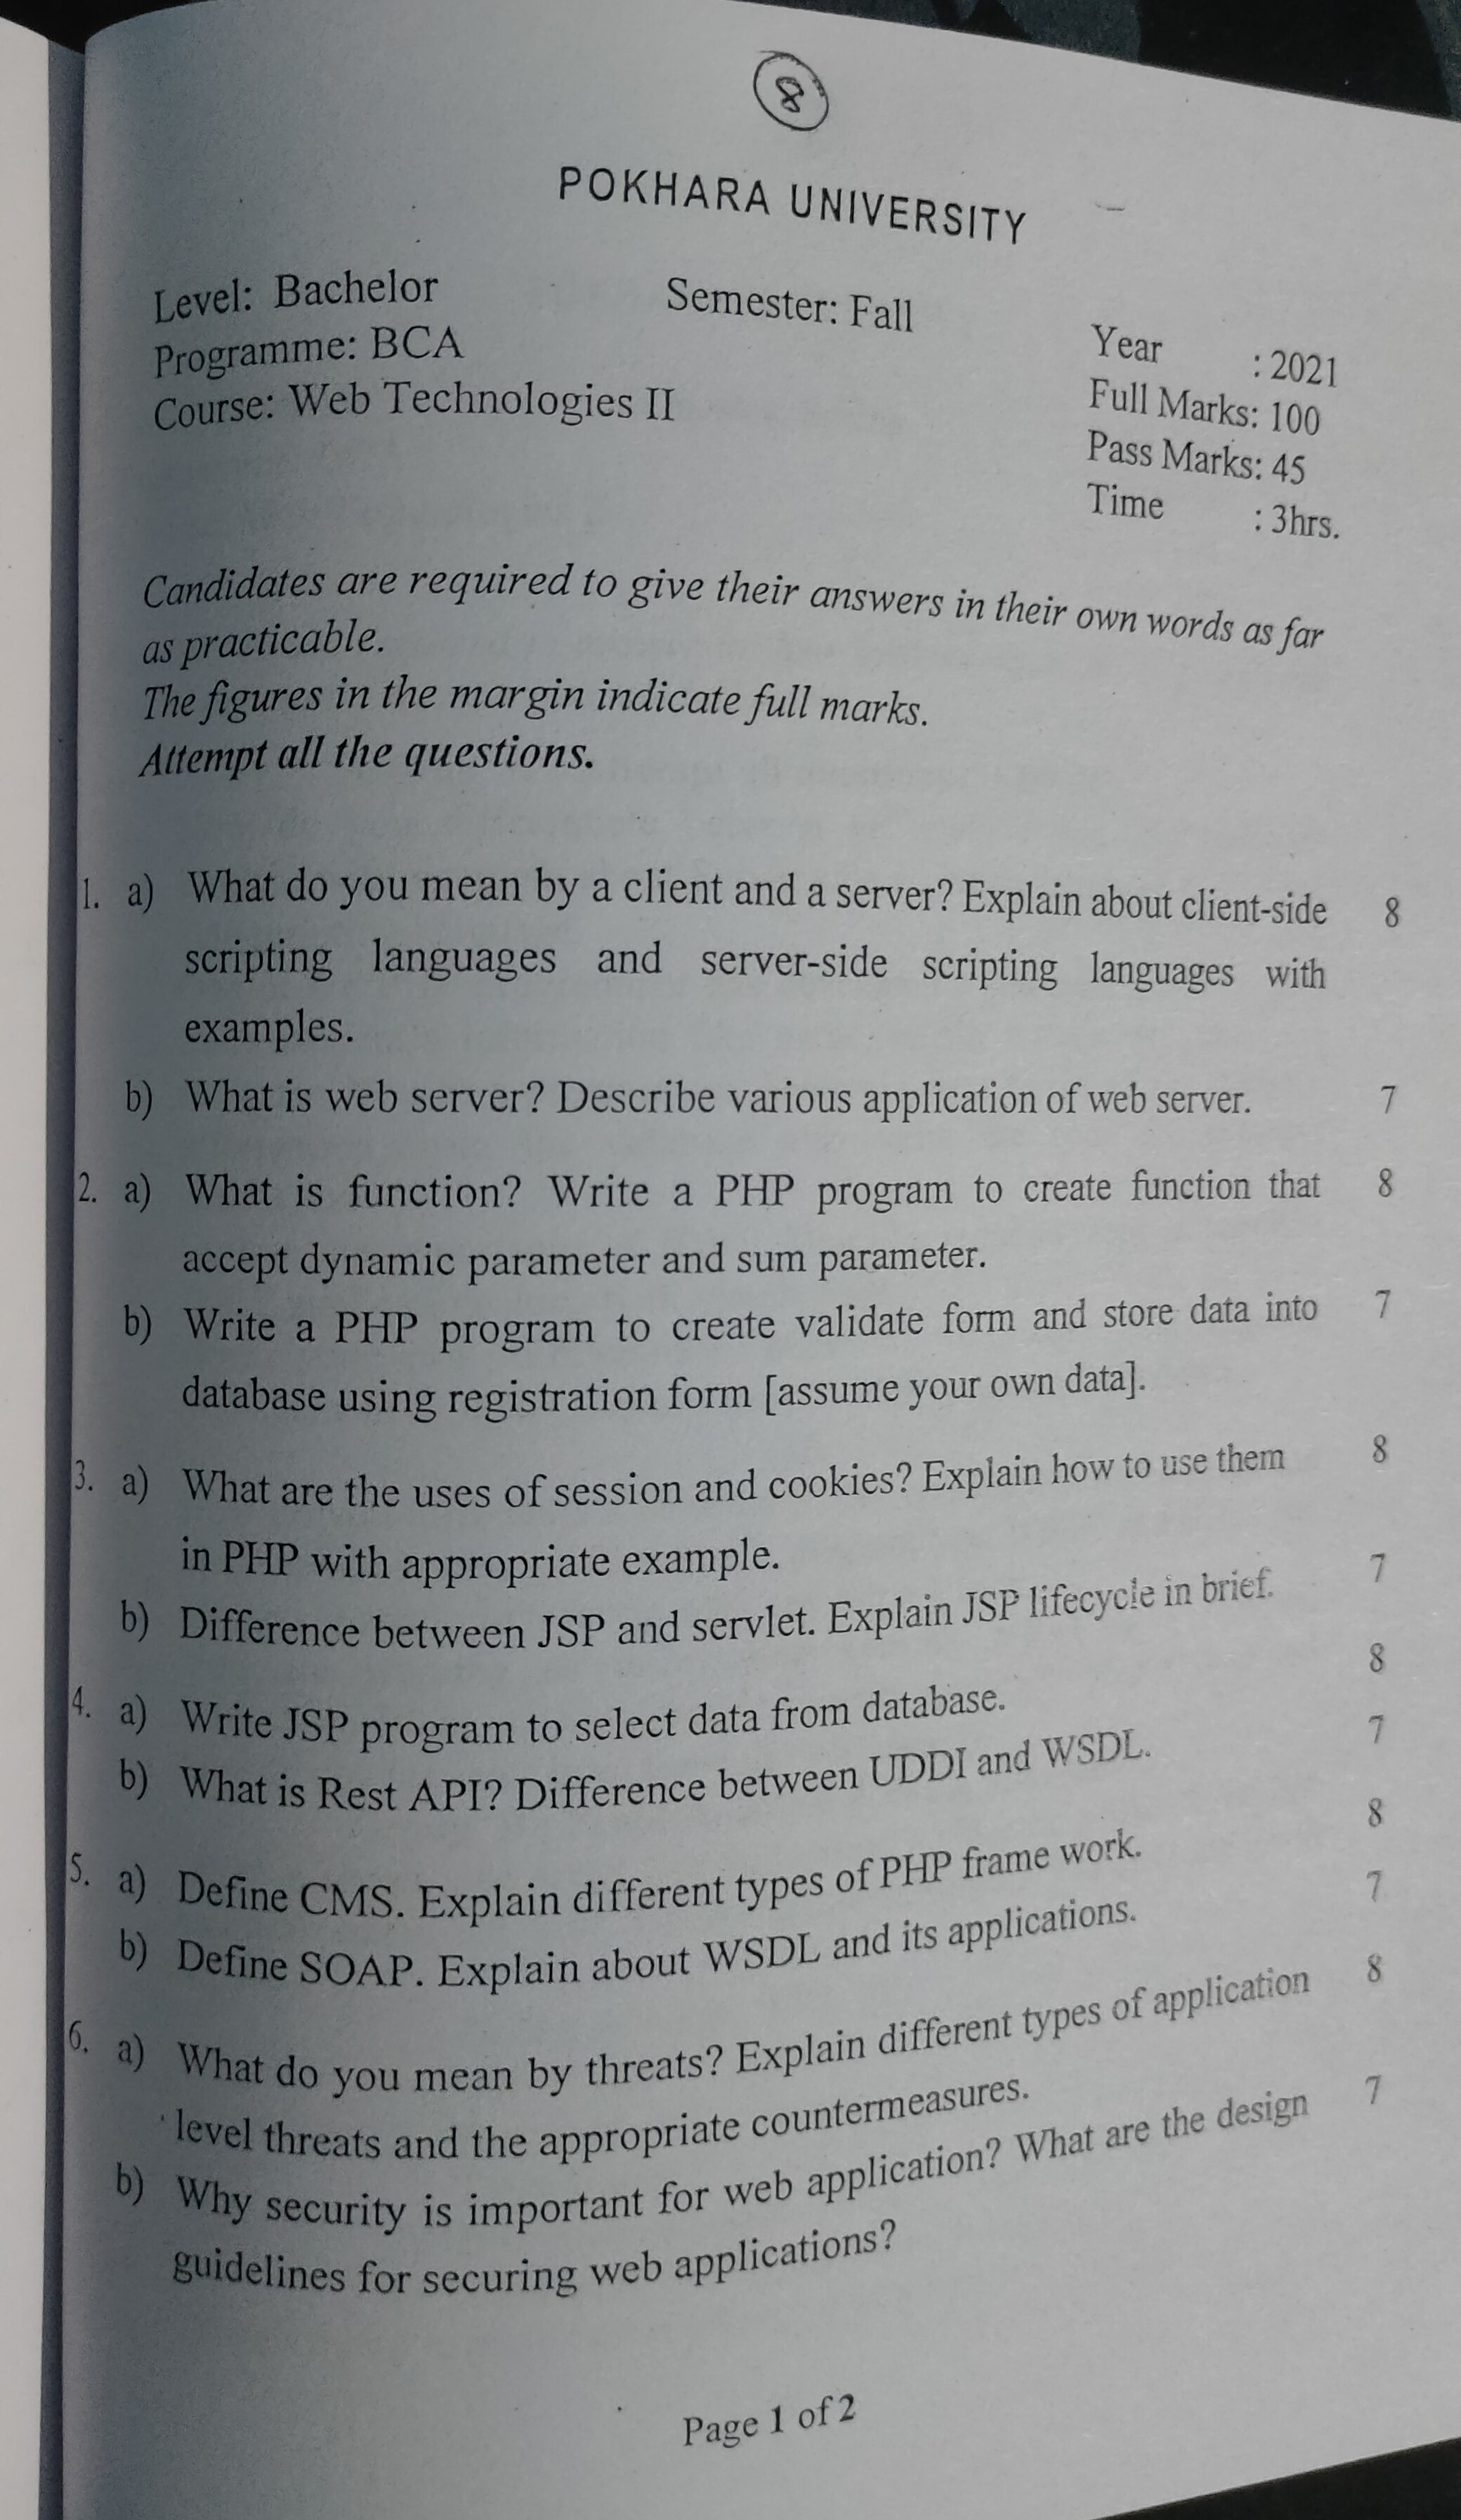 8
POKHARA UNIVERSITY
Level: Bachelor Semester: Fall Year : 2021
Programme: BCA Full Marks: 100
Course: Web Technologies II Pass Marks: 45
Time : 3hrs.
Candidates are required to give their answers in their own words as far
as practicable.
The figures in the margin indicate full marks.
Attempt all the questions.
1. a) What do you mean by a client and a server? Explain about client-side 8
scripting languages and server-side scripting languages with
examples.
b) What is web server? Describe various application of web server. 7
2. a) What is function? Write a PHP program to create function that 8
accept dynamic parameter and sum parameter.
b) Write a PHP program to create validate form and store data into 7
database using registration form [assume your own data].
3. a) What are the uses of session and cookies? Explain how to use them 8
in PHP with appropriate example.
b) Difference between JSP and servlet. Explain JSP lifecycle in brief. 7
4. a) Write JSP program to select data from database. 8
b) What is Rest API? Difference between UDDI and WSDL. 7
5. a) Define CMS. Explain different types of PHP frame work. 8
b) Define SOAP. Explain about WSDL and its applications. 7
6. a) What do you mean by threats? Explain different types of application 8
level threats and the appropriate countermeasures.
b) Why security is important for web application? What are the design 7
guidelines for securing web applications?
Page 1 of 2